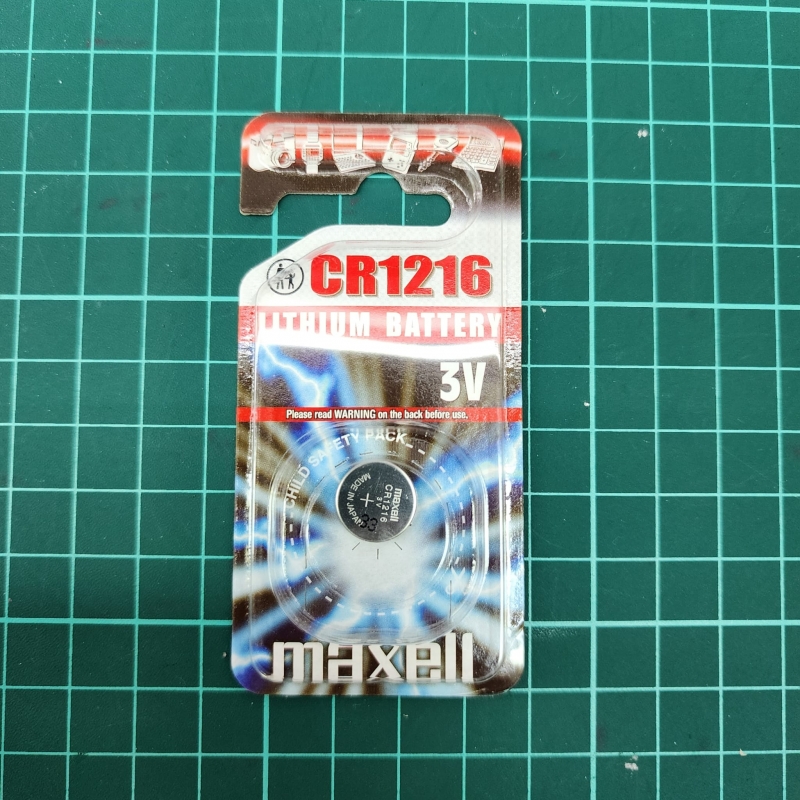 CR1216
LITHIUM BATTERY
3V
Please read WARNING on the back before use.
CHILD SAFETY PACK
maxell
CR1216
3V
+
MADE IN JAPAN
maxell